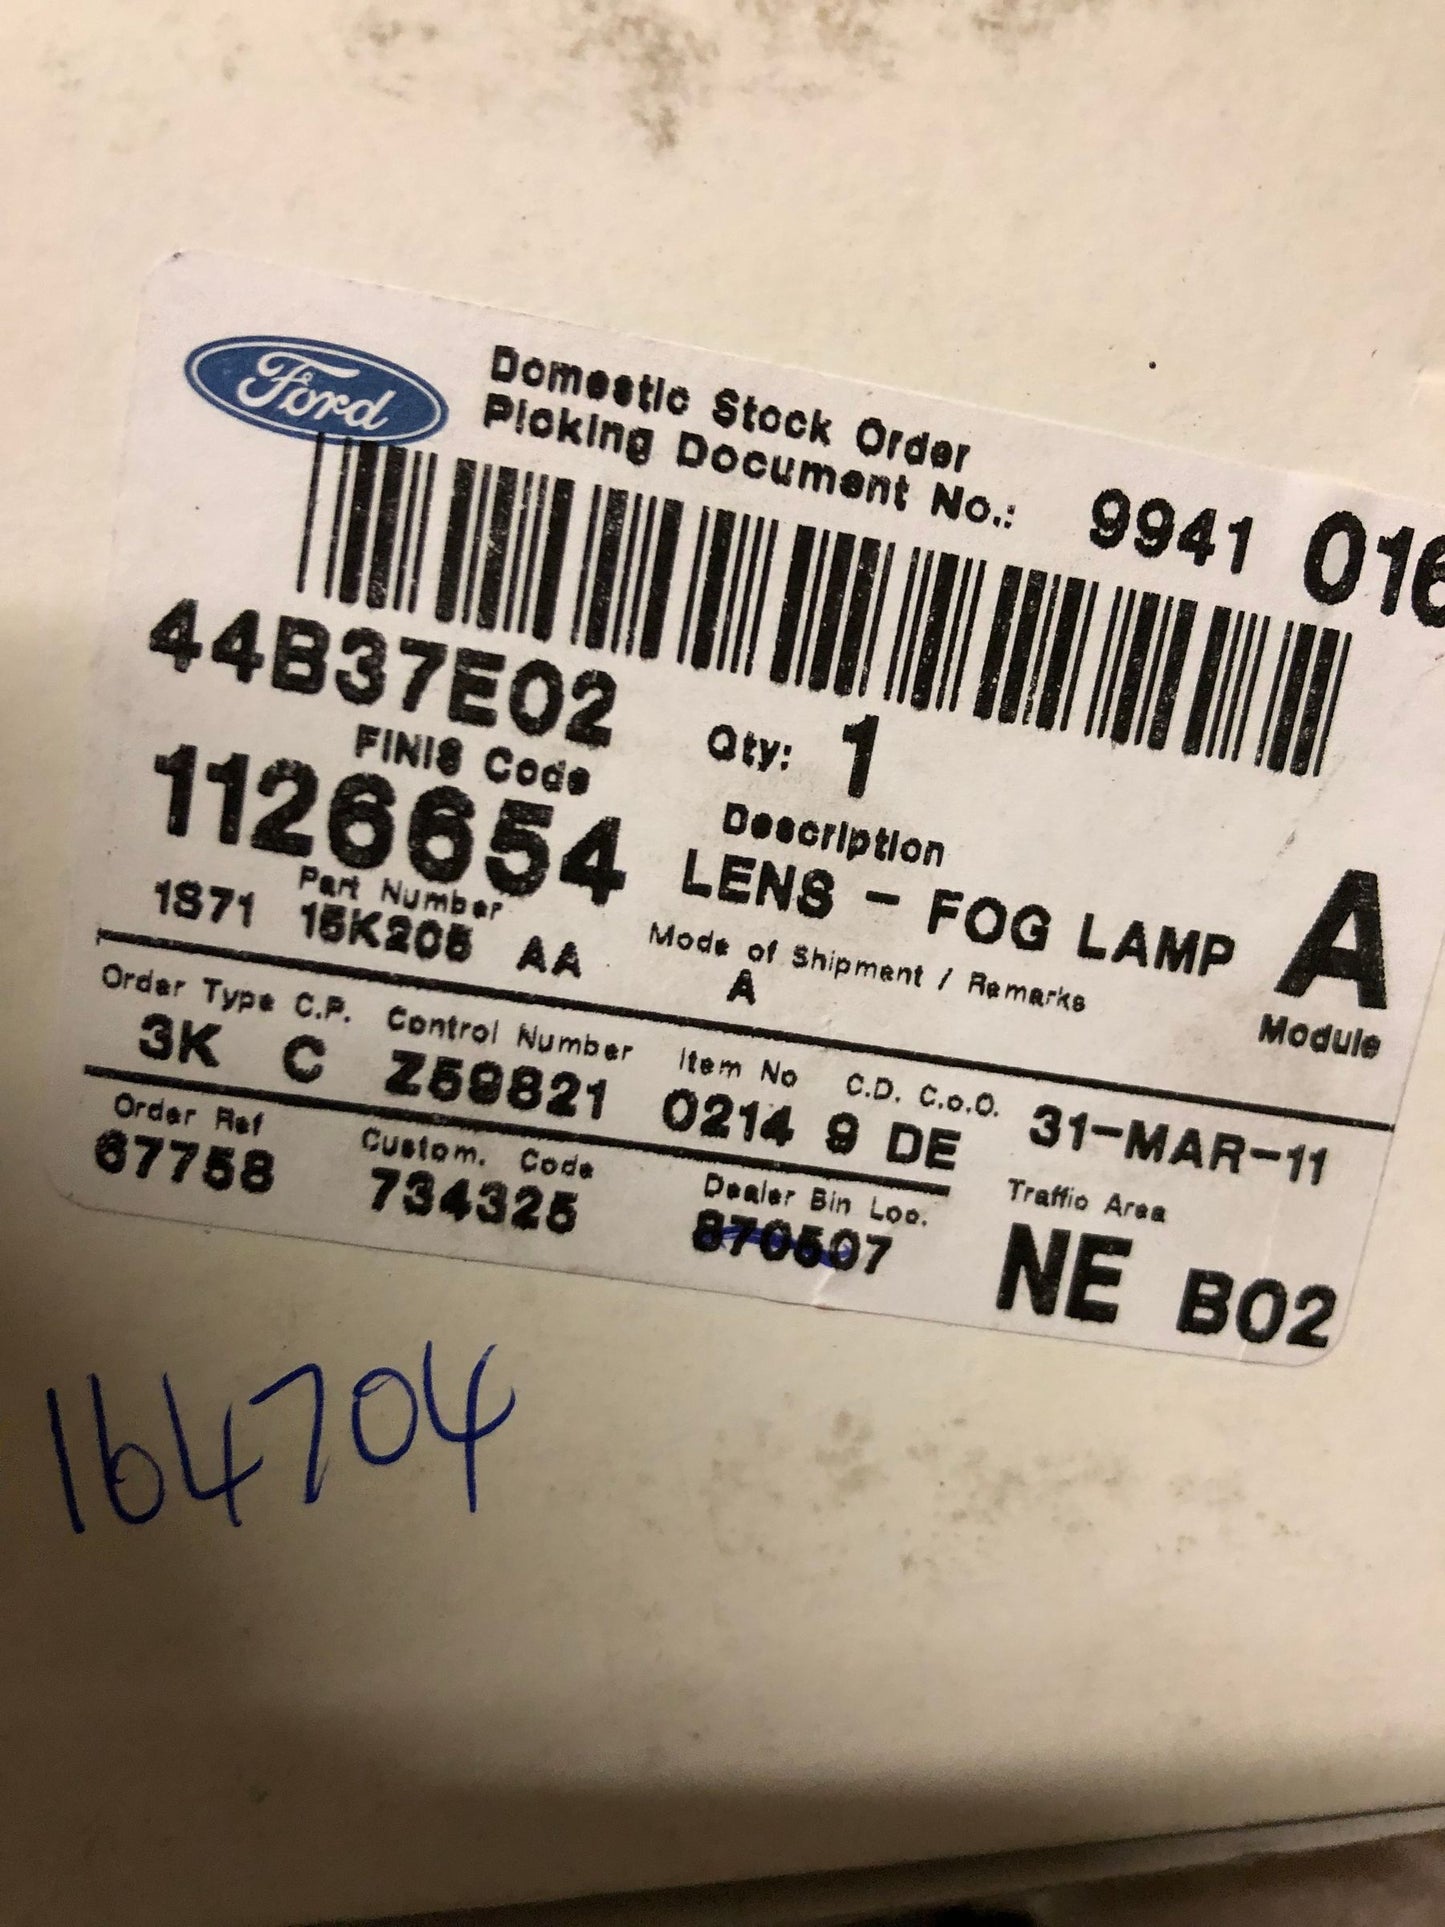 Ford
Domestic Stock Order
Picking Document No.: 9941 016
44B37E02
FINIS Code Qty: 1
1126654 Description
LENS - FOG LAMP A
Part Number Module
1S71 15K205 AA Mode of Shipment / Remarks
A
Order Type C.P. Control Number Item No C.D. C.o.O. 31-MAR-11
3K C Z59821 0214 9 DE
Order Ref Custom. Code Dealer Bin Loc. Traffic Area
67758 734325 870507 NE B02
164704